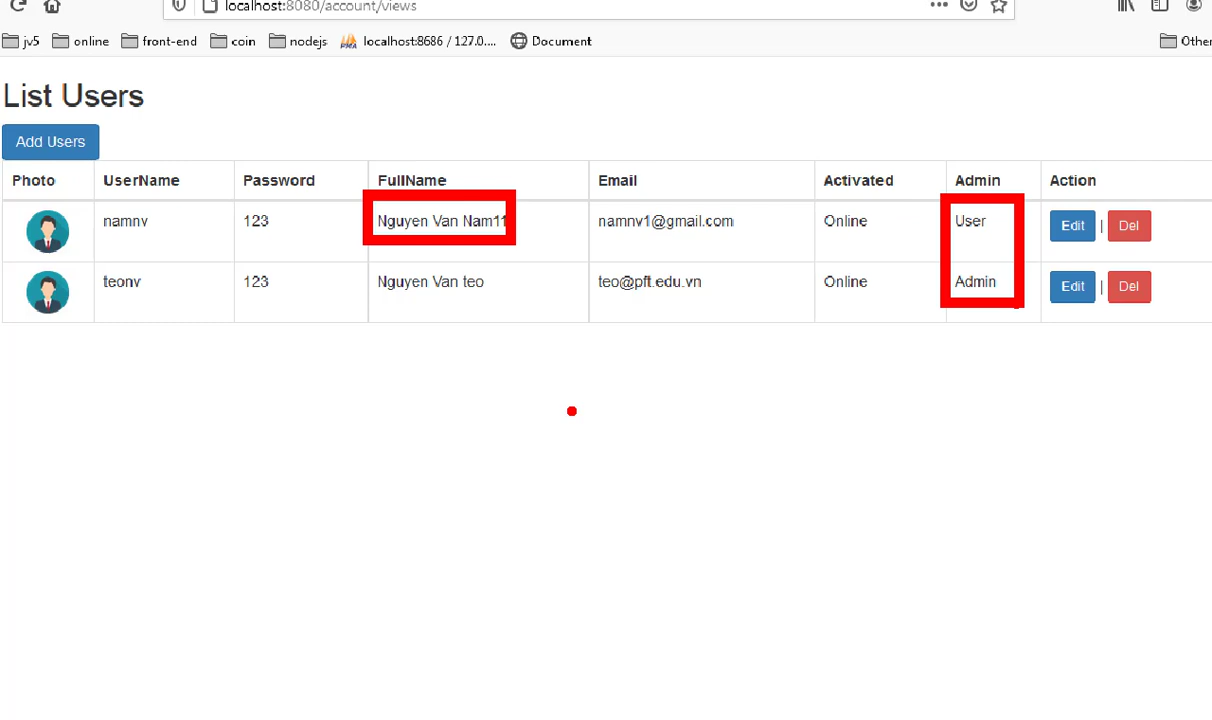 localhost:8080/account/views
jv5 online front-end coin nodejs localhost:8686 / 127.0.... Document Other
List Users
Add Users
Photo UserName Password FullName Email Activated Admin Action
namnv 123 Nguyen Van Nam11 namnv1@gmail.com Online User Edit | Del
teonv 123 Nguyen Van teo teo@pft.edu.vn Online Admin Edit | Del